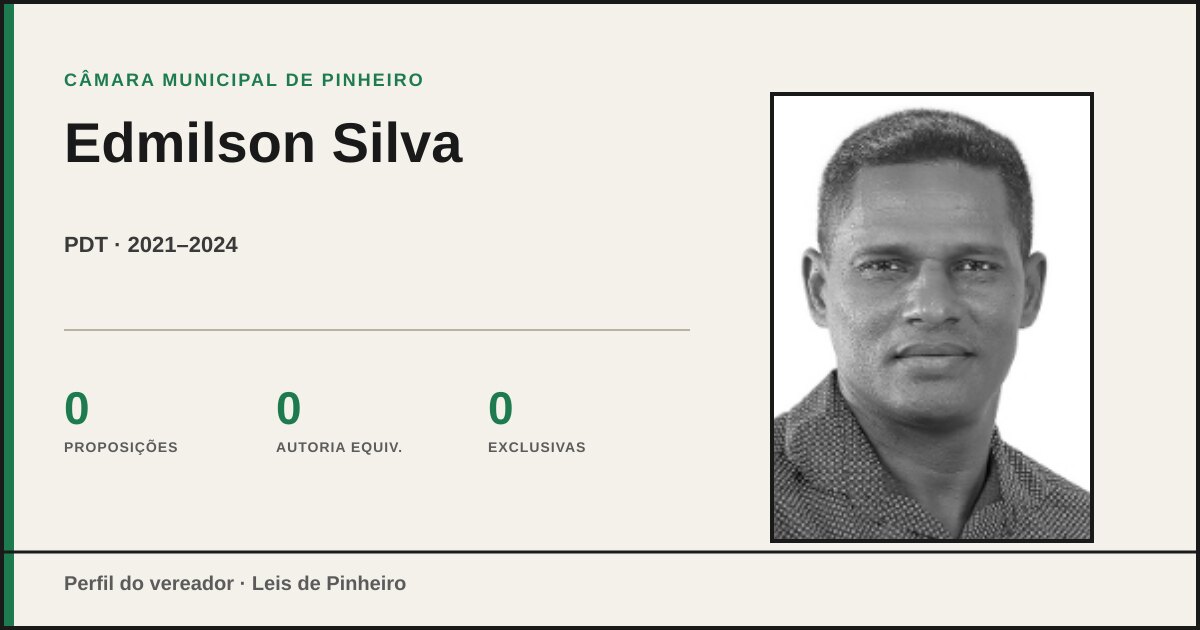 CÂMARA MUNICIPAL DE PINHEIRO
Edmilson Silva
PDT · 2021–2024
0
PROPOSIÇÕES
0
AUTORIA EQUIV.
0
EXCLUSIVAS
Perfil do vereador · Leis de Pinheiro